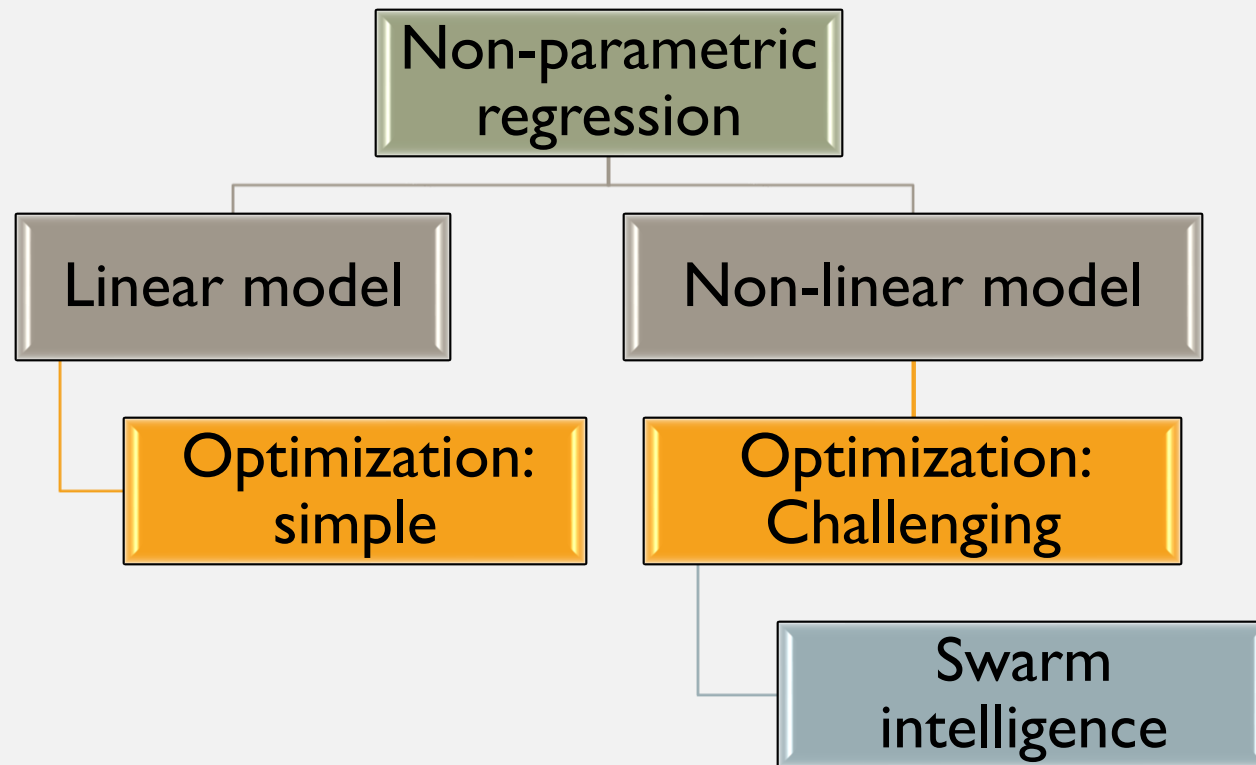 Non-parametric
regression
Linear model
Non-linear model
Optimization:
simple
Optimization:
Challenging
Swarm
intelligence